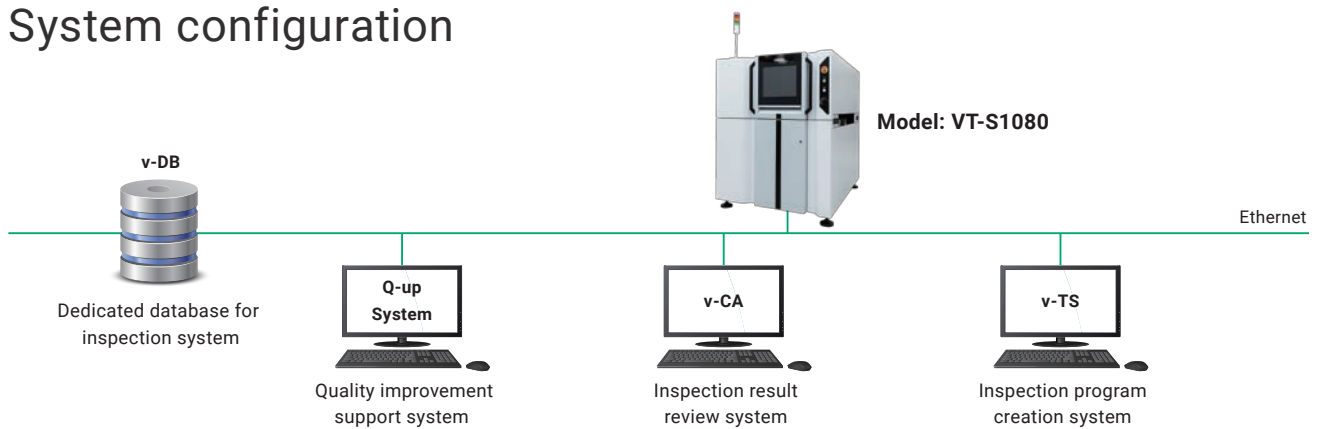 System configuration
Model: VT-S1080
v-DB
Ethernet
Dedicated database for
inspection system
Q-up
System
Quality improvement
support system
v-CA
Inspection result
review system
v-TS
Inspection program
creation system